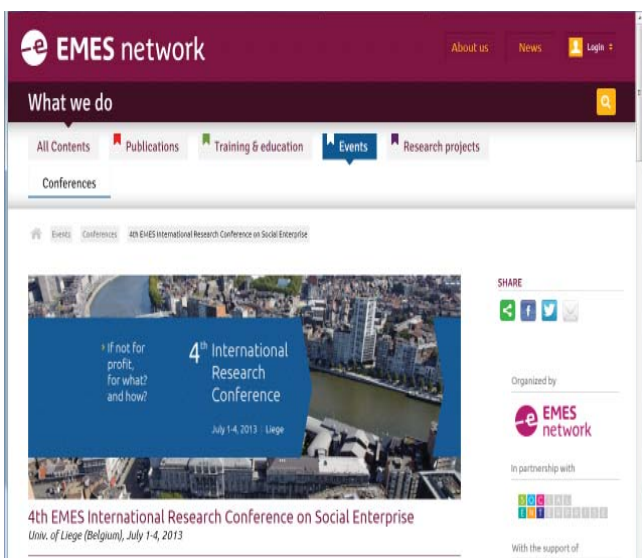 EMES network
About us
News
Login
What we do
All Contents
Publications
Training & education
Events
Research projects
Conferences
Events
Conferences
4th EMES International Research Conference on Social Enterprise
If not for
profit,
for what?
and how?
4th International
Research
Conference
July 1-4, 2013 | Liege
SHARE
Organized by
EMES
network
In partnership with
SOCIAL
ENTERPRISE
4th EMES International Research Conference on Social Enterprise
Univ. of Liege (Belgium), July 1-4, 2013
With the support of